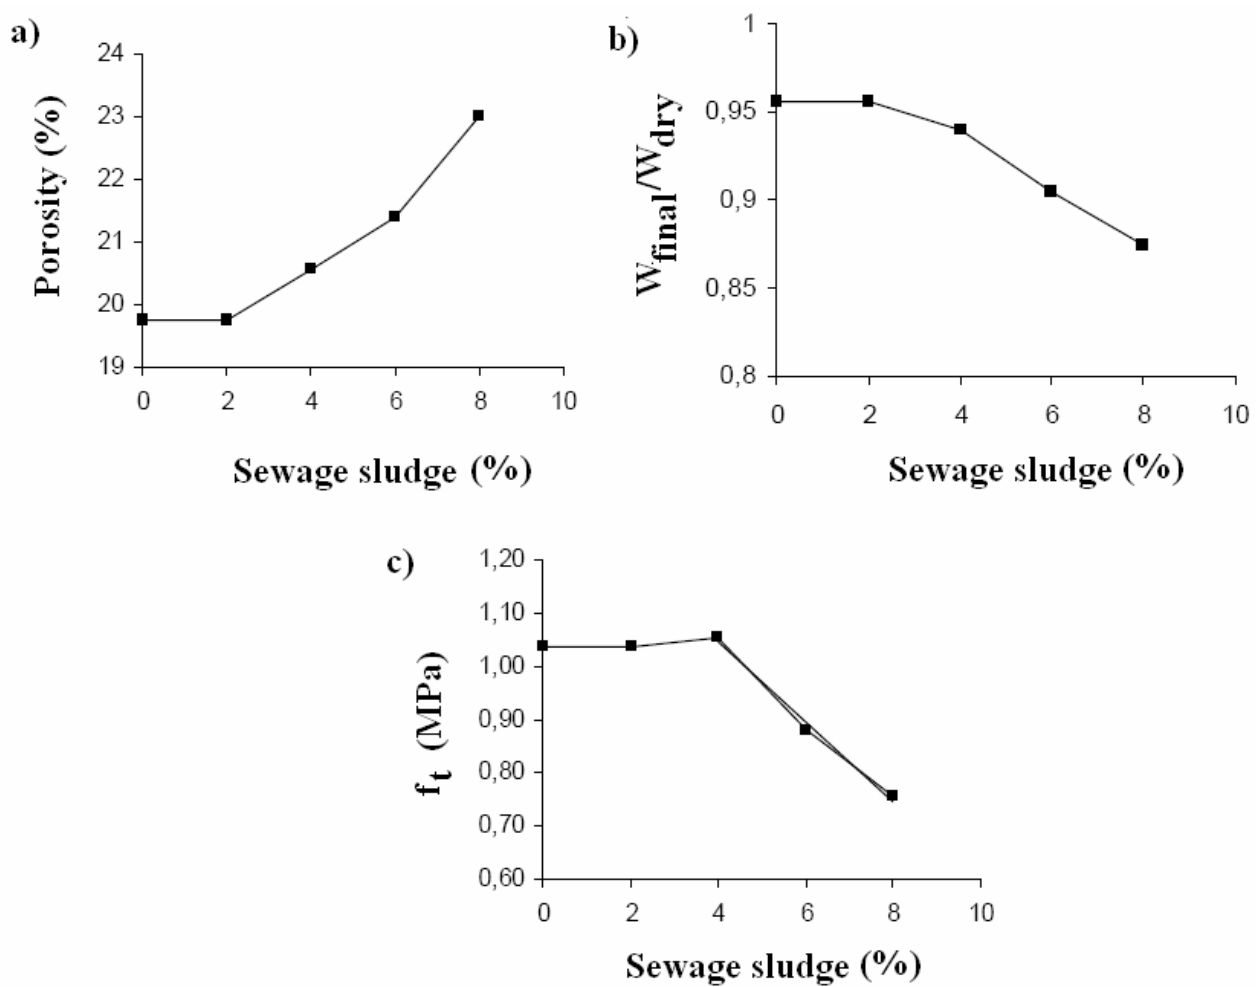 a)
Porosity (%)
24
23
22
21
20
19
0 2 4 6 8 10
Sewage sludge (%)
b)
Wfinal/Wdry
1
0,95
0,9
0,85
0,8
0 2 4 6 8 10
Sewage sludge (%)
c)
ft (MPa)
1,20
1,10
1,00
0,90
0,80
0,70
0,60
0 2 4 6 8 10
Sewage sludge (%)